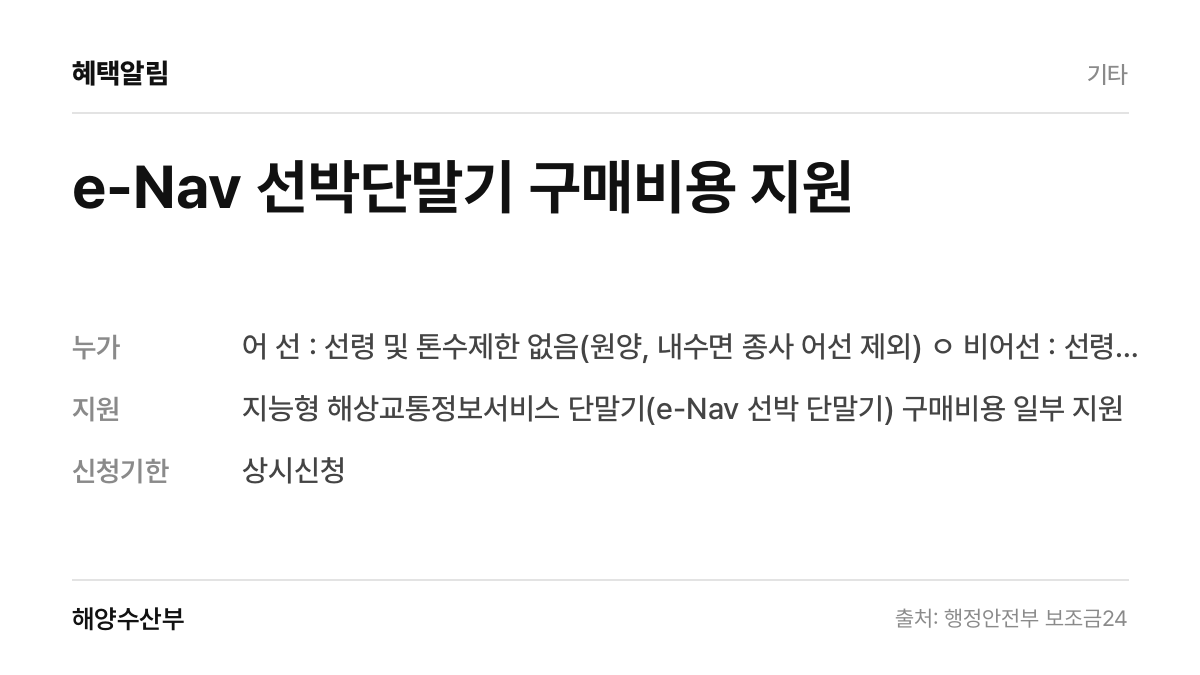 혜택알림
기타
e-Nav 선박단말기 구매비용 지원
누가 어 선 : 선령 및 톤수제한 없음(원양, 내수면 종사 어선 제외) ㅇ 비어선 : 선령...
지원 지능형 해상교통정보서비스 단말기(e-Nav 선박 단말기) 구매비용 일부 지원
신청기한 상시신청
해양수산부
출처: 행정안전부 보조금24